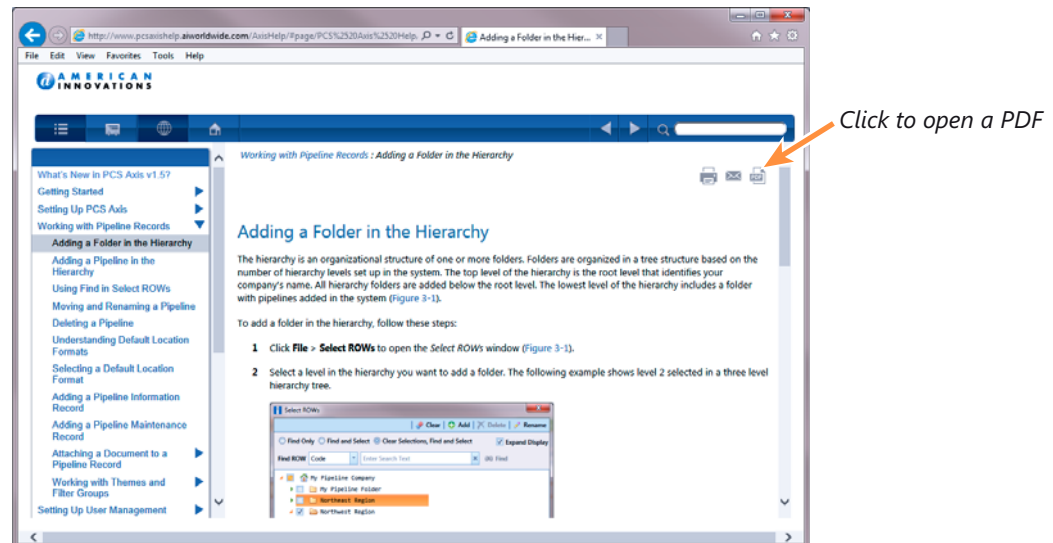 http://www.pcsaxishelp.aiworldwide.com/AxisHelp/#page/PCS%2520Axis%2520Help.
Adding a Folder in the Hier...
File Edit View Favorites Tools Help
AMERICAN
INNOVATIONS
Click to open a PDF
What's New in PCS Axis v1.5?
Getting Started
Setting Up PCS Axis
Working with Pipeline Records
Adding a Folder in the Hierarchy
Adding a Pipeline in the
Hierarchy
Using Find in Select ROWs
Moving and Renaming a Pipeline
Deleting a Pipeline
Understanding Default Location
Formats
Selecting a Default Location
Format
Adding a Pipeline Information
Record
Adding a Pipeline Maintenance
Record
Attaching a Document to a
Pipeline Record
Working with Themes and
Filter Groups
Setting Up User Management
Working with Pipeline Records : Adding a Folder in the Hierarchy
PDF
Adding a Folder in the Hierarchy
The hierarchy is an organizational structure of one or more folders. Folders are organized in a tree structure based on the
number of hierarchy levels set up in the system. The top level of the hierarchy is the root level that identifies your
company's name. All hierarchy folders are added below the root level. The lowest level of the hierarchy includes a folder
with pipelines added in the system (Figure 3-1).
To add a folder in the hierarchy, follow these steps:
1 Click File > Select ROWs to open the Select ROWs window (Figure 3-1).
2 Select a level in the hierarchy you want to add a folder. The following example shows level 2 selected in a three level
hierarchy tree.
Select ROWs
Clear Add Delete Rename
Find Only Find and Select Clear Selections, Find and Select Expand Display
Find ROW Code Enter Search Text Find
My Pipeline Company
My Pipeline Folder
Northeast Region
Northwest Region